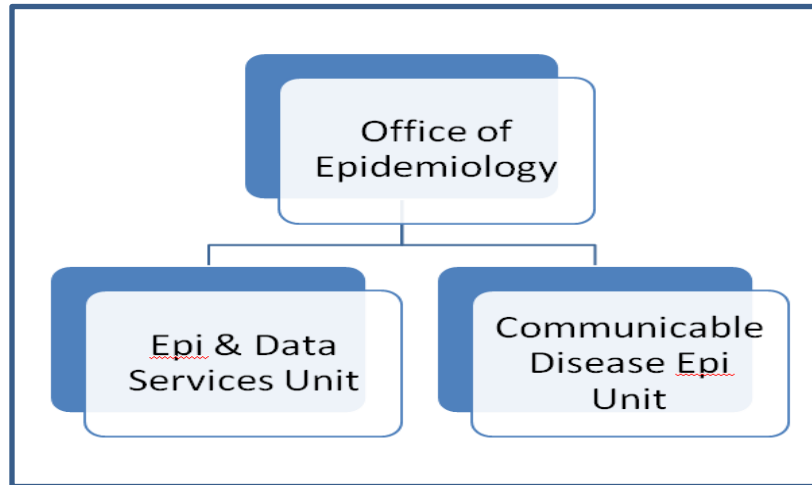 Office of
Epidemiology
Epi & Data
Services Unit
Communicable
Disease Epi
Unit